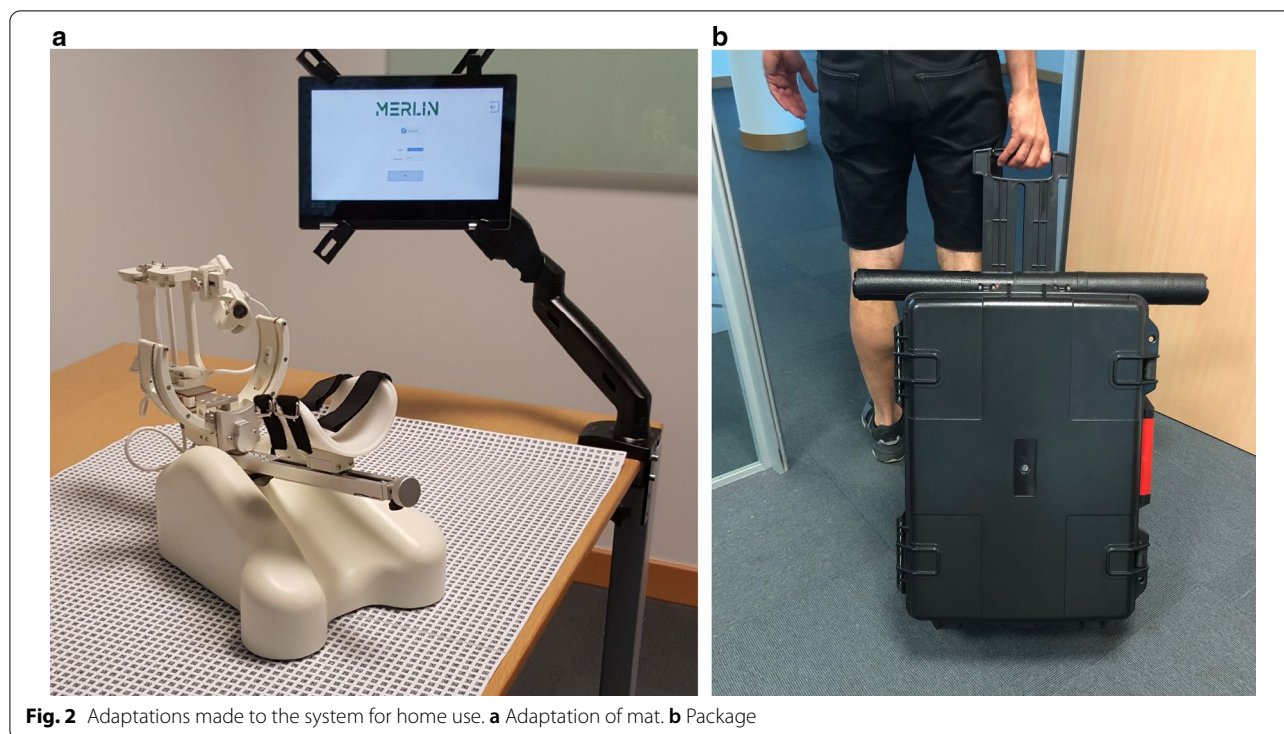 a
b
MERLIN
Fig. 2 Adaptations made to the system for home use. a Adaptation of mat. b Package